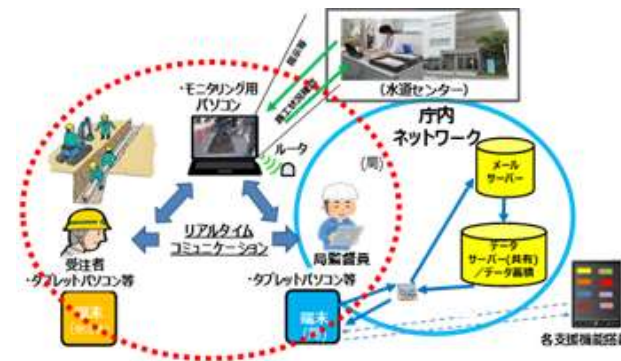 指示等
(水道センター)
・モニタリング用
パソコン
ルータ
庁内
ネットワーク
(局)
メール
サーバー
リアルタイム
コミュニケーション
受注者
・タブレットパソコン等
局監督員
・タブレットパソコン等
データ
サーバー(共有)
/データ蓄積
端末
端末
各支援機能搭